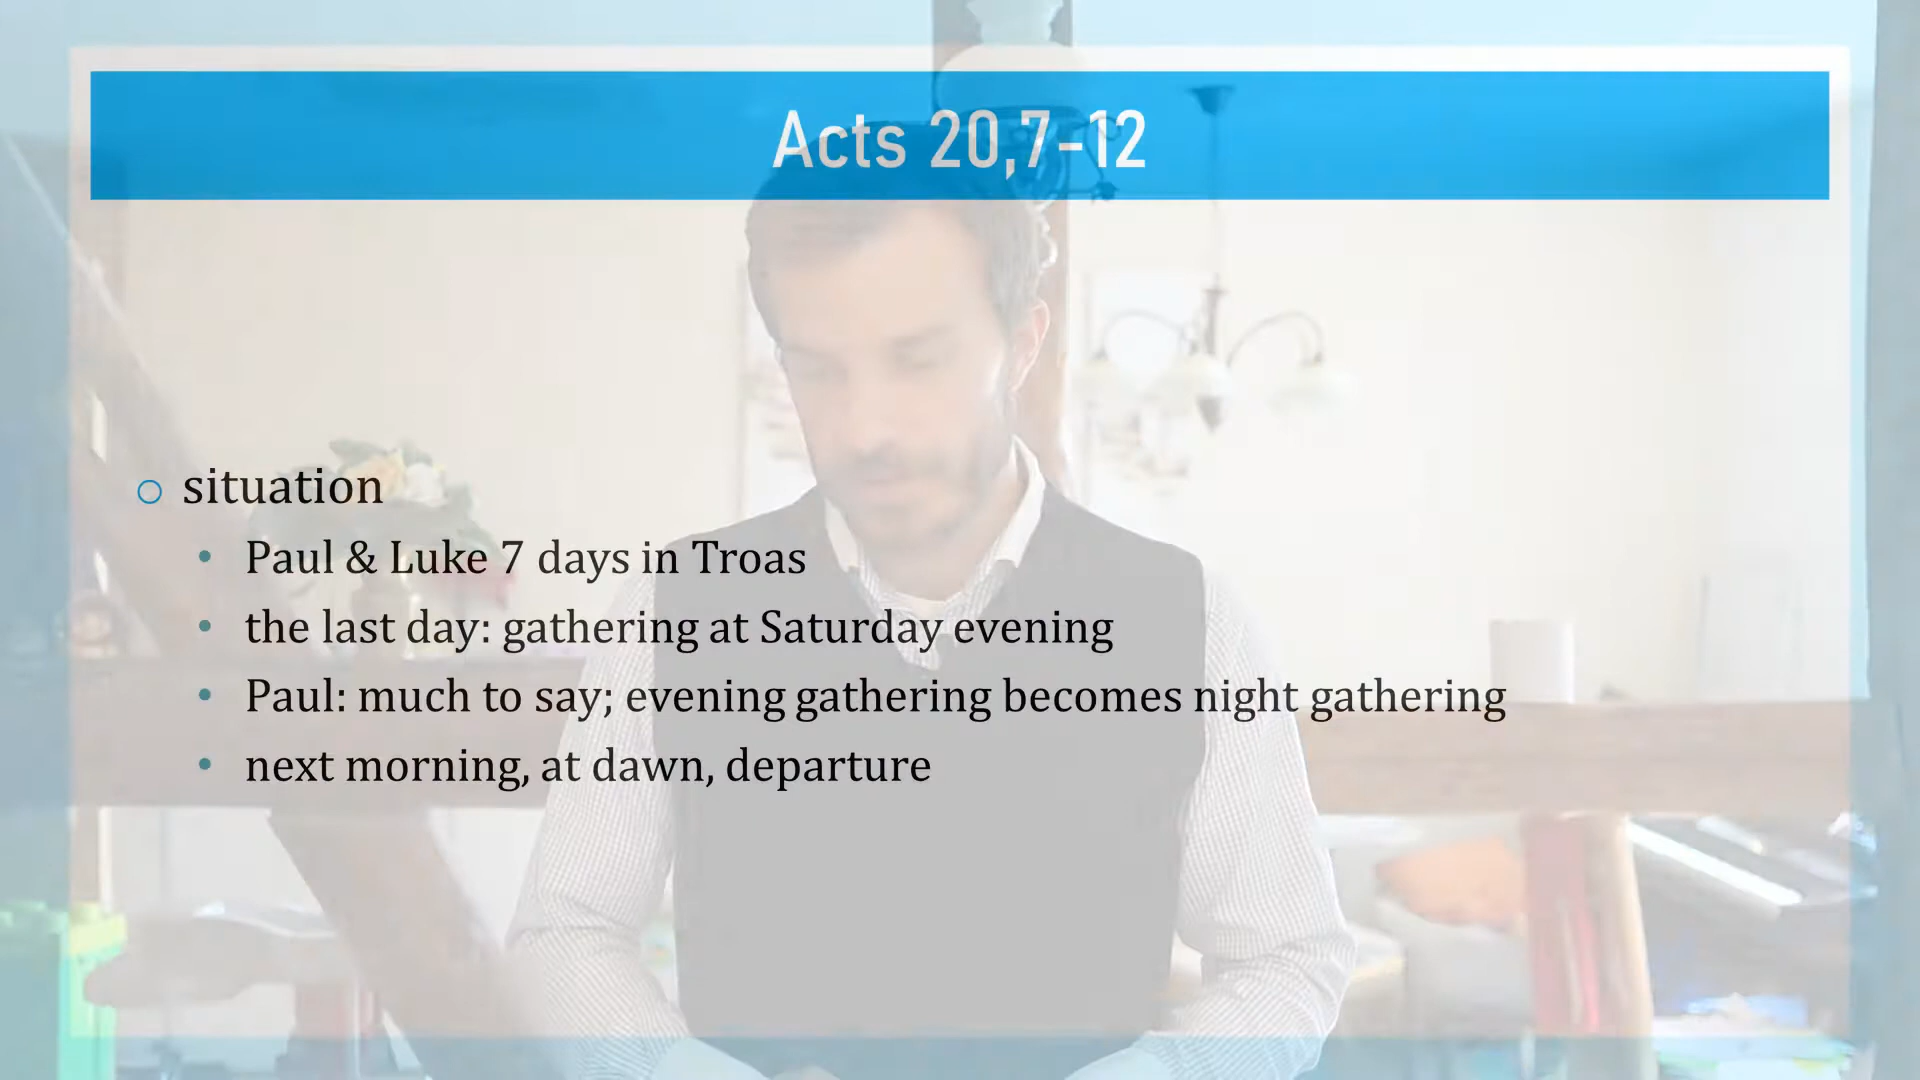 Acts 20,7-12
situation
Paul & Luke 7 days in Troas
the last day: gathering at Saturday evening
Paul: much to say; evening gathering becomes night gathering
next morning, at dawn, departure